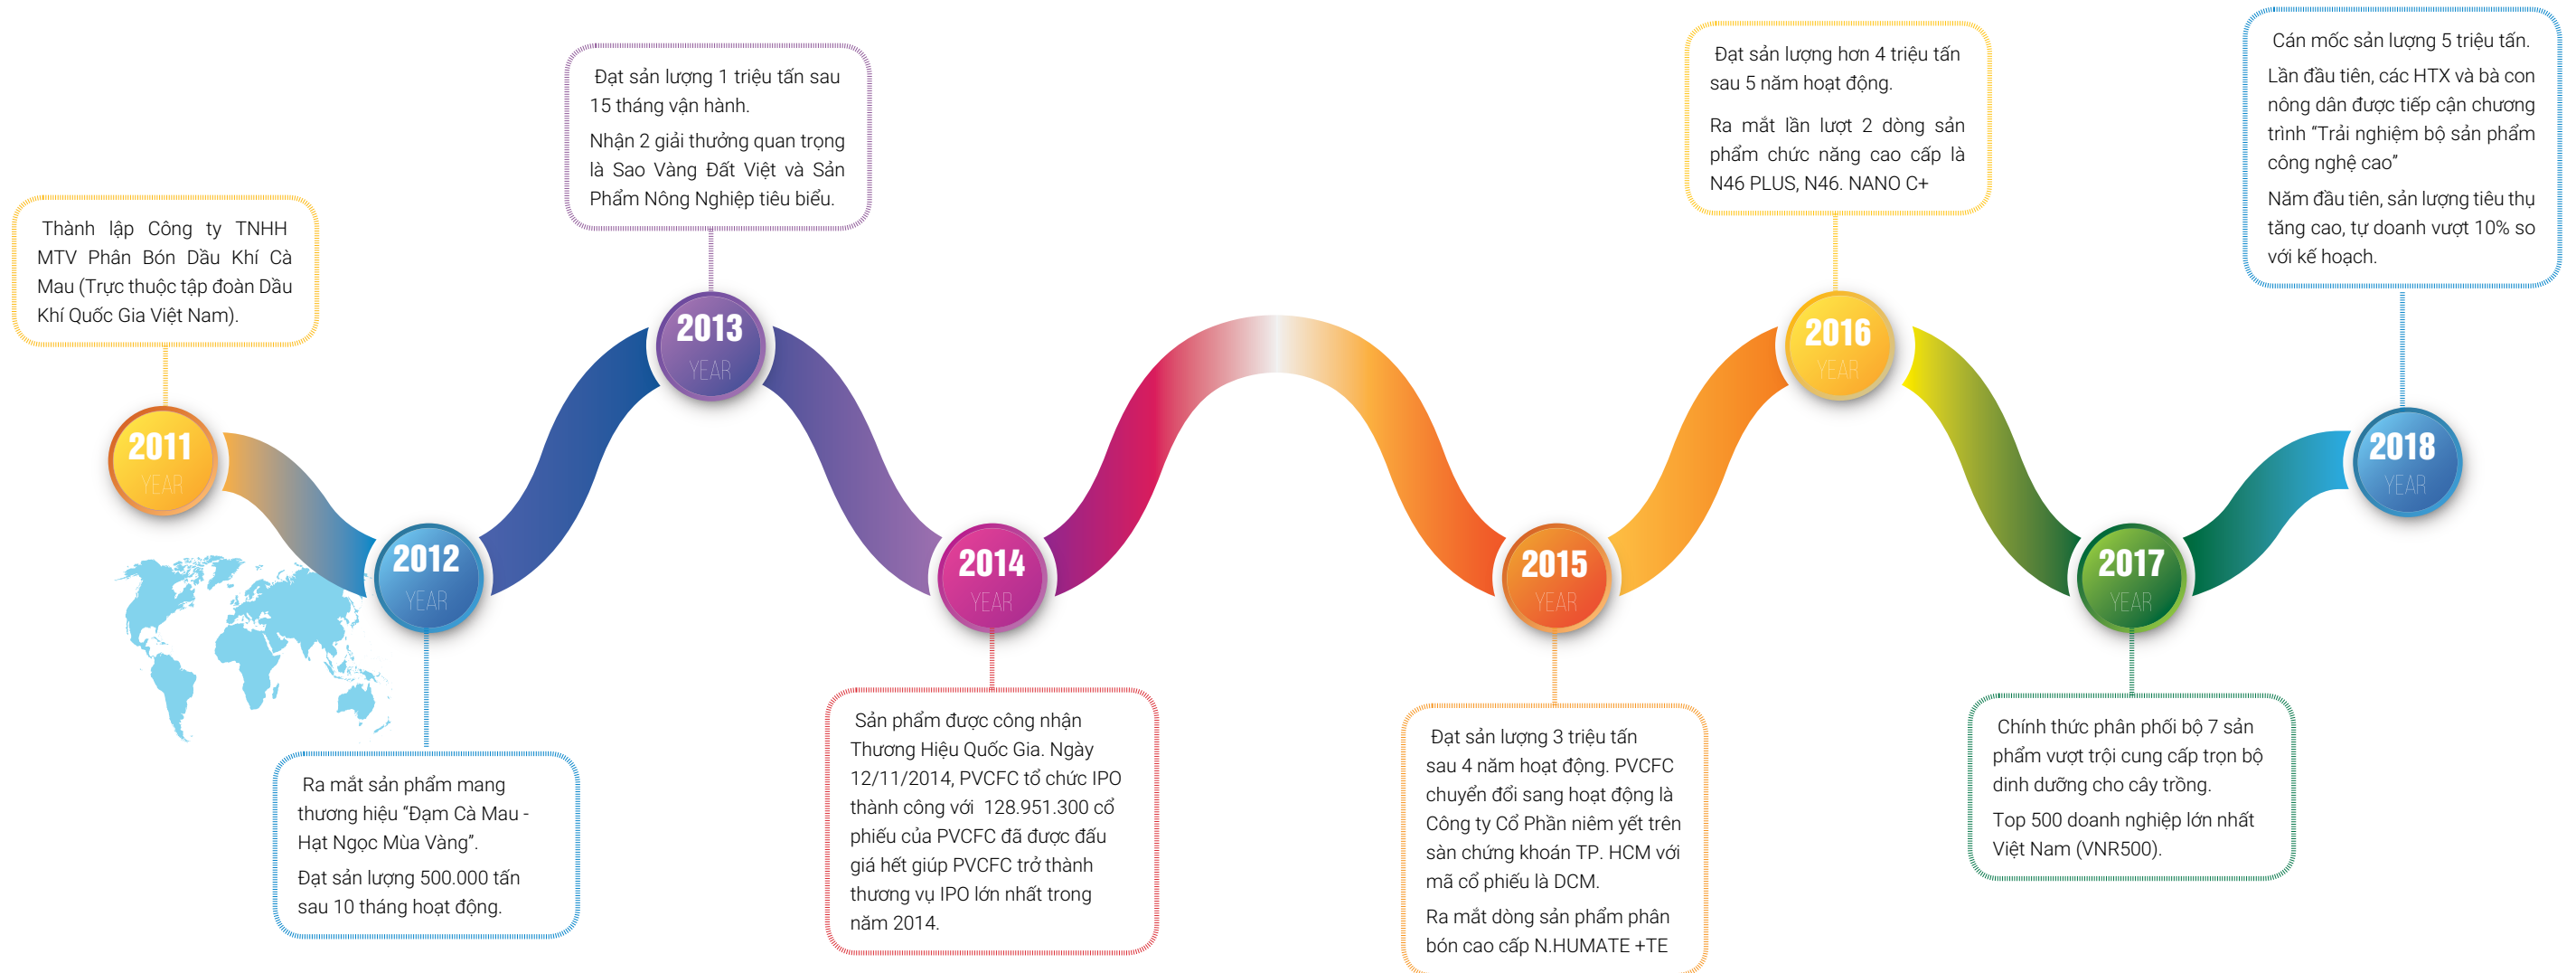 Thành lập Công ty TNHH
MTV Phân Bón Dầu Khí Cà
Mau (Trực thuộc tập đoàn Dầu
Khí Quốc Gia Việt Nam).
2011
YEAR
2012
YEAR
Ra mắt sản phẩm mang
thương hiệu “Đạm Cà Mau -
Hạt Ngọc Mùa Vàng”.
Đạt sản lượng 500.000 tấn
sau 10 tháng hoạt động.
Đạt sản lượng 1 triệu tấn sau
15 tháng vận hành.
Nhận 2 giải thưởng quan trọng
là Sao Vàng Đất Việt và Sản
Phẩm Nông Nghiệp tiêu biểu.
2013
YEAR
2014
YEAR
Sản phẩm được công nhận
Thương Hiệu Quốc Gia. Ngày
12/11/2014, PVCFC tổ chức IPO
thành công với 128.951.300 cổ
phiếu của PVCFC đã được đấu
giá hết giúp PVCFC trở thành
thương vụ IPO lớn nhất trong
năm 2014.
2015
YEAR
Đạt sản lượng 3 triệu tấn
sau 4 năm hoạt động. PVCFC
chuyển đổi sang hoạt động là
Công ty Cổ Phần niêm yết trên
sàn chứng khoán TP. HCM với
mã cổ phiếu là DCM.
Ra mắt dòng sản phẩm phân
bón cao cấp N.HUMATE +TE
Đạt sản lượng hơn 4 triệu tấn
sau 5 năm hoạt động.
Ra mắt lần lượt 2 dòng sản
phẩm chức năng cao cấp là
N46 PLUS, N46. NANO C+
2016
YEAR
2017
YEAR
Chính thức phân phối bộ 7 sản
phẩm vượt trội cung cấp trọn bộ
dinh dưỡng cho cây trồng.
Top 500 doanh nghiệp lớn nhất
Việt Nam (VNR500).
Cán mốc sản lượng 5 triệu tấn.
Lần đầu tiên, các HTX và bà con
nông dân được tiếp cận chương
trình “Trải nghiệm bộ sản phẩm
công nghệ cao”
Năm đầu tiên, sản lượng tiêu thụ
tăng cao, tự doanh vượt 10% so
với kế hoạch.
2018
YEAR